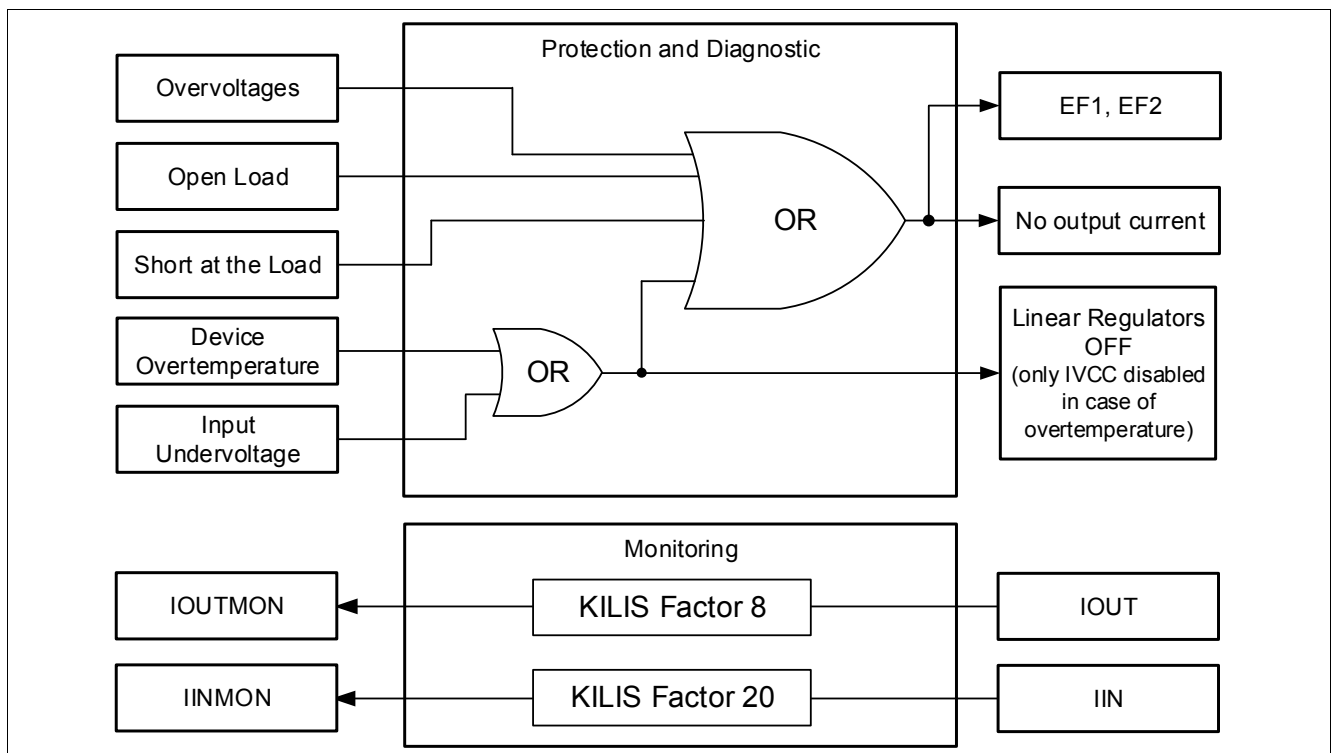 Protection and Diagnostic
Overvoltages
Open Load
Short at the Load
Device
Overtemperature
Input
Undervoltage
OR
OR
EF1, EF2
No output current
Linear Regulators
OFF
(only IVCC disabled
in case of
overtemperature)
Monitoring
IOUTMON
KILIS Factor 8
IOUT
IINMON
KILIS Factor 20
IIN